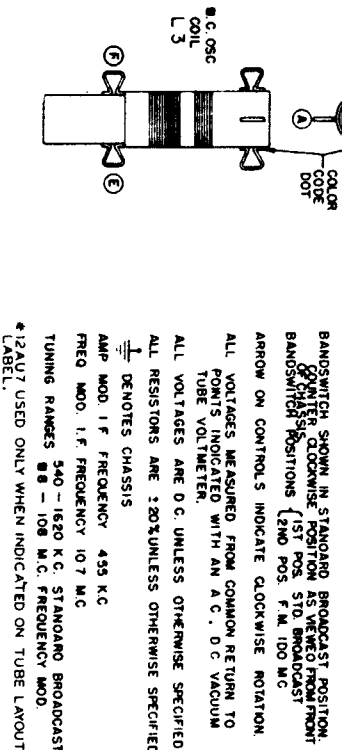 B.C. OSC
COIL
L 3
COLOR
CODE
DOT
A
F
E
BANDSWITCH SHOWN IN STANDARD BROADCAST POSITION.
COUNTER CLOCKWISE POSITION AS VIEWED FROM FRONT
OF CHASSIS
BANDSWITCH POSITIONS { 1ST POS. STD. BROADCAST
2ND POS. F.M. 100 MC
ARROW ON CONTROLS INDICATE CLOCKWISE ROTATION.
ALL VOLTAGES MEASURED FROM COMMON RETURN TO
POINTS INDICATED WITH AN A.C., D.C. VACUUM
TUBE VOLTMETER.
ALL VOLTAGES ARE D.C. UNLESS OTHERWISE SPECIFIED
ALL RESISTORS ARE ±20% UNLESS OTHERWISE SPECIFIED
DENOTES CHASSIS
AMP MOD. I F FREQUENCY 455 K.C
FREQ MOD. I.F. FREQUENCY 10 7 M.C
TUNING RANGES 540 - 1620 K.C. STANDARD BROADCAST
88 - 108 M.C. FREQUENCY MOD.
*12AU7 USED ONLY WHEN INDICATED ON TUBE LAYOUT
LABEL.